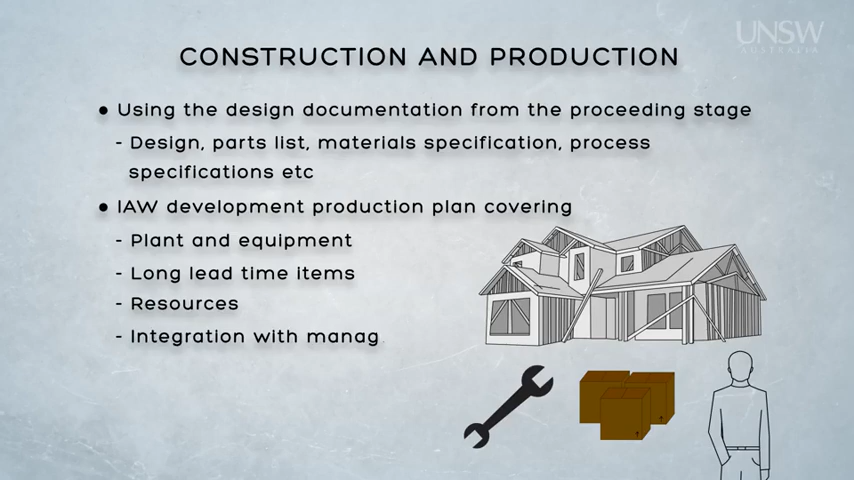 UNSW
AUSTRALIA
CONSTRUCTION AND PRODUCTION
● Using the design documentation from the proceeding stage
- Design, parts list, materials specification, process
specifications etc
● IAW development production plan covering
- Plant and equipment
- Long lead time items
- Resources
- Integration with manag